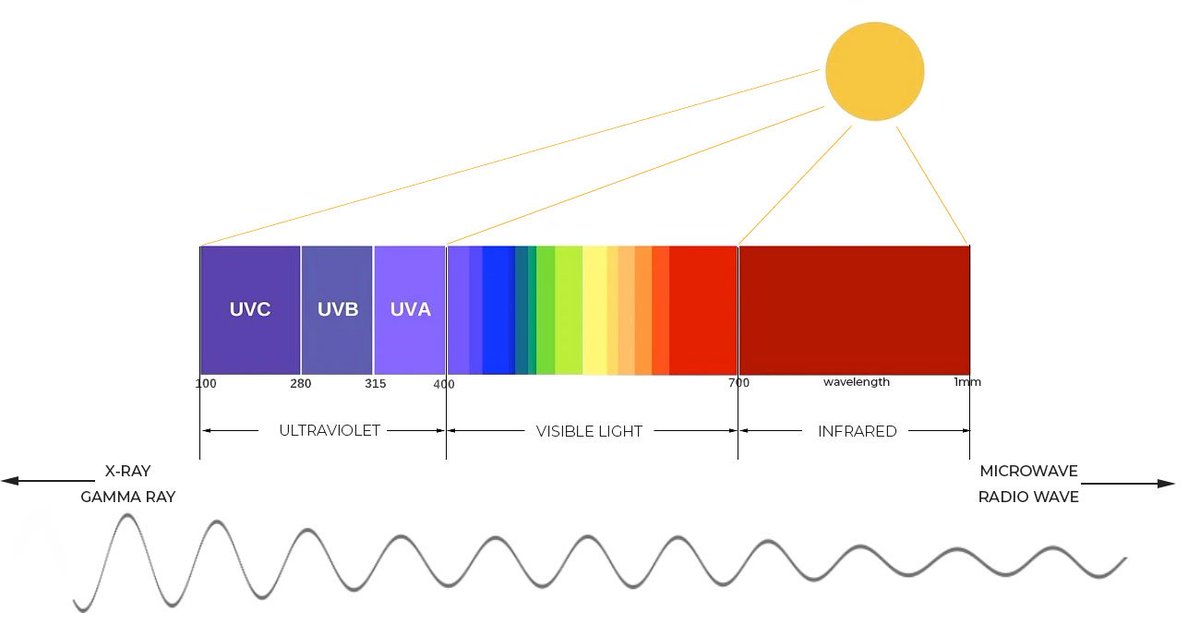 UVC
UVB
UVA
100
280
315
400
700
wavelength
1mm
ULTRAVIOLET
VISIBLE LIGHT
INFRARED
X-RAY
GAMMA RAY
MICROWAVE
RADIO WAVE